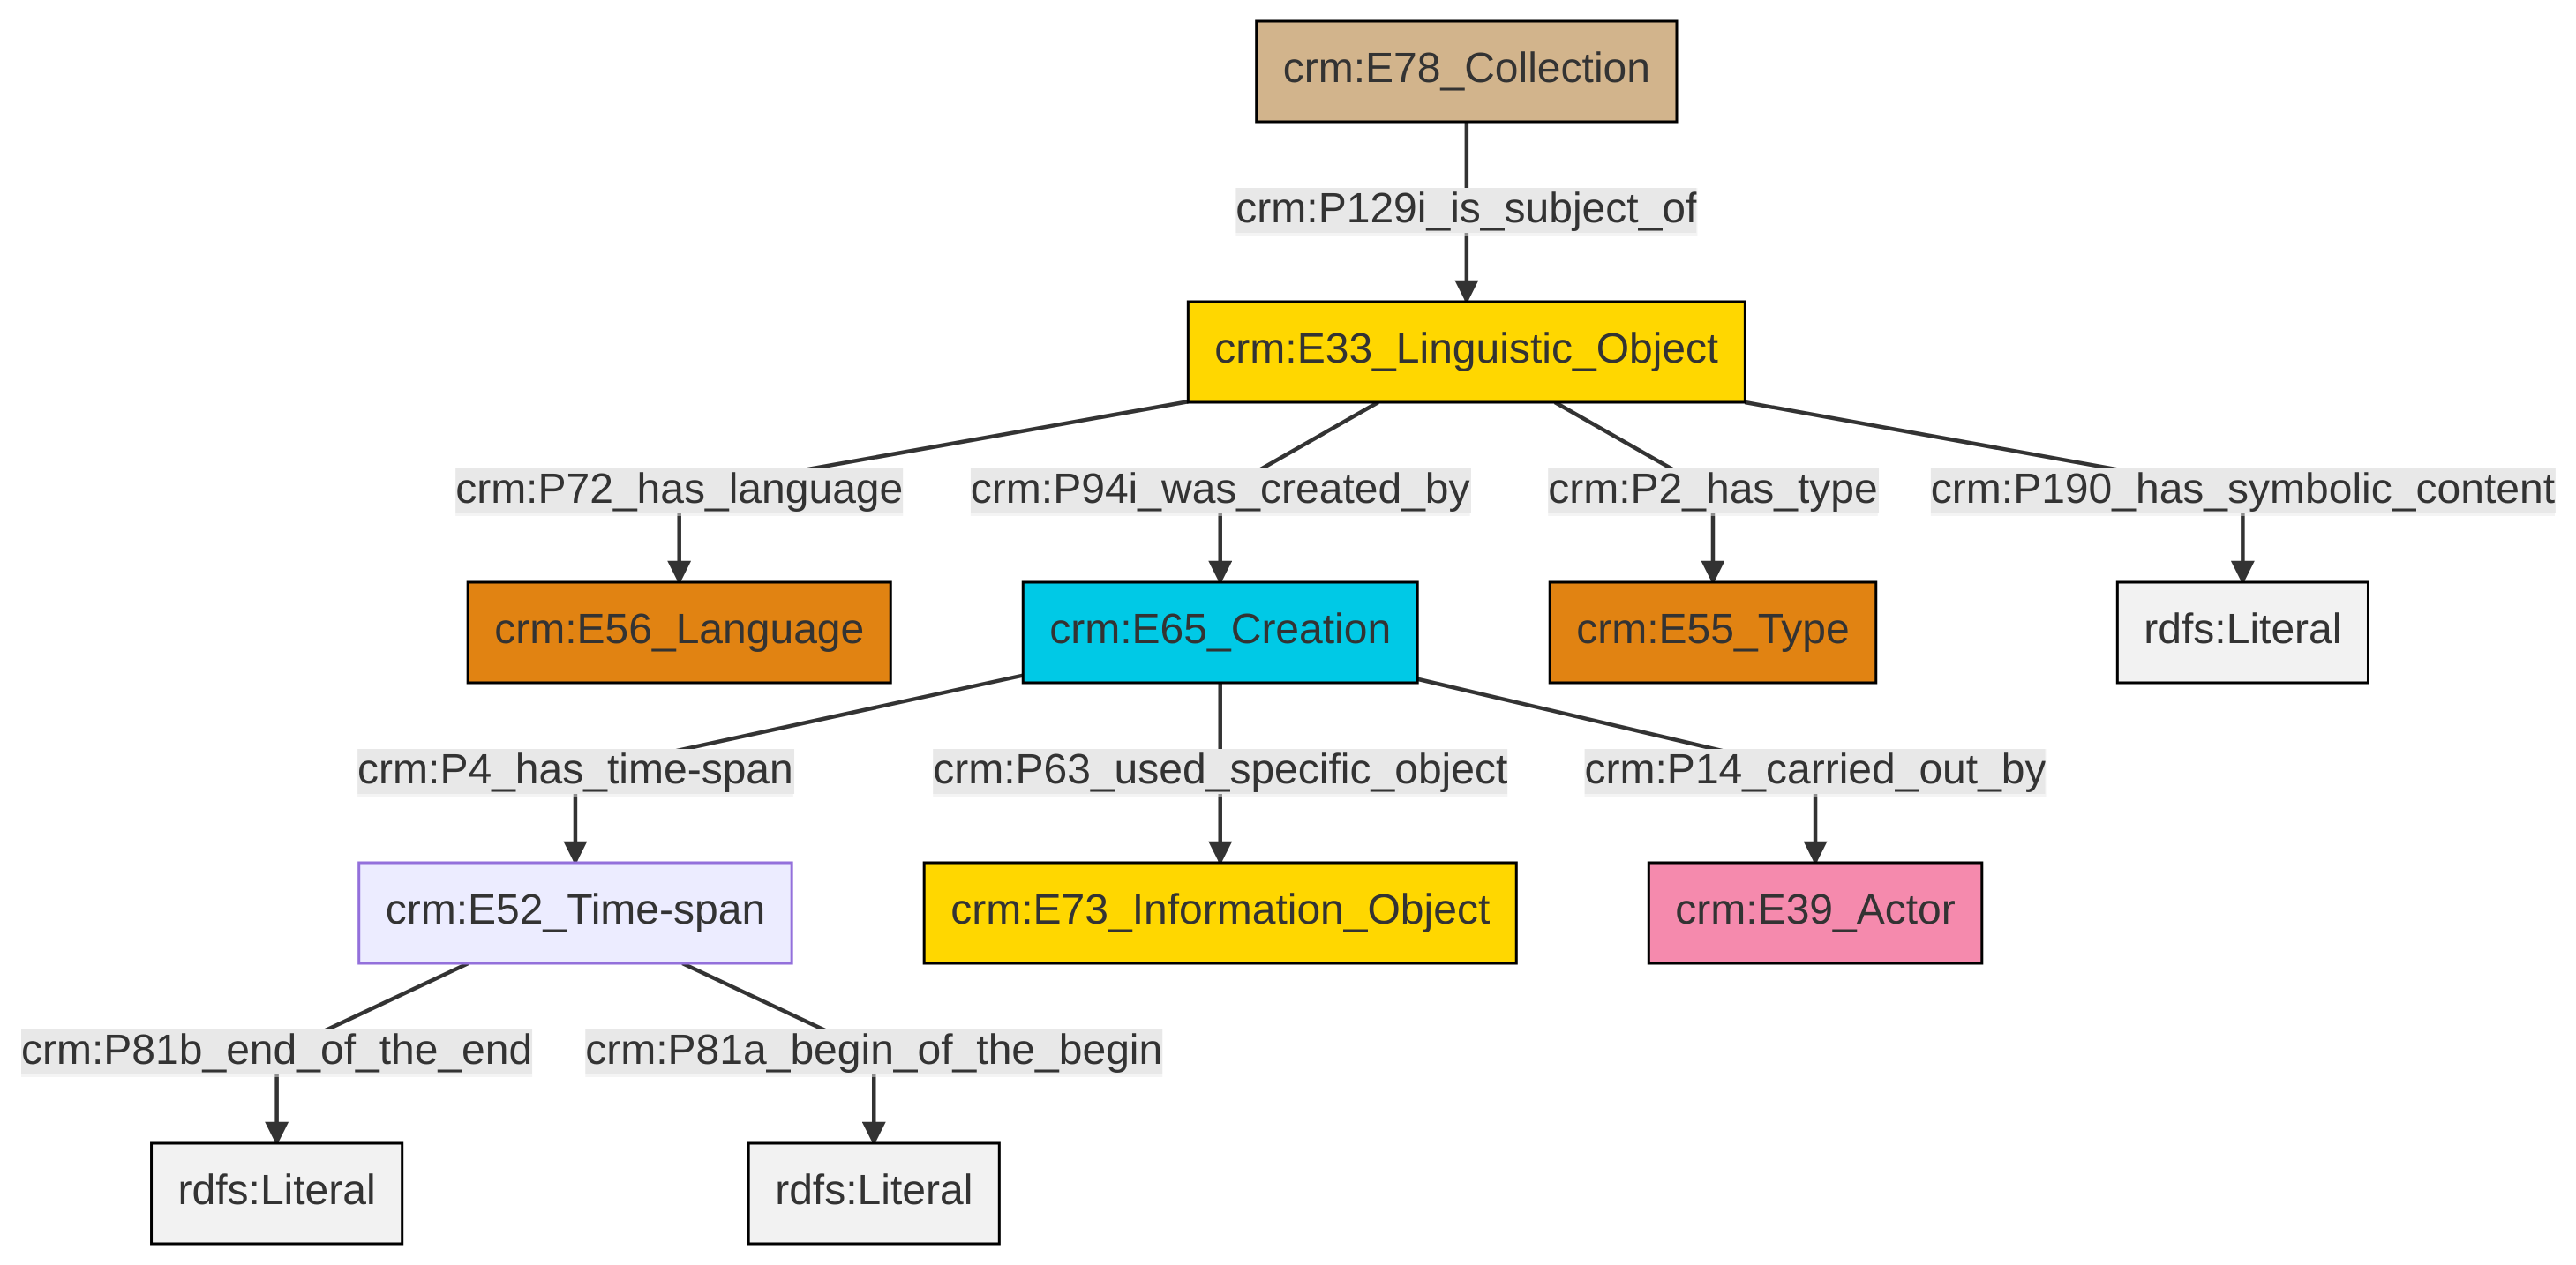 crm:E78_Collection
crm:P129i_is_subject_of
crm:E33_Linguistic_Object
crm:P72_has_language
crm:P94i_was_created_by
crm:P2_has_type
crm:P190_has_symbolic_content
crm:E56_Language
crm:E65_Creation
crm:E55_Type
rdfs:Literal
crm:P4_has_time-span
crm:P63_used_specific_object
crm:P14_carried_out_by
crm:E52_Time-span
crm:E73_Information_Object
crm:E39_Actor
crm:P81b_end_of_the_end
crm:P81a_begin_of_the_begin
rdfs:Literal
rdfs:Literal